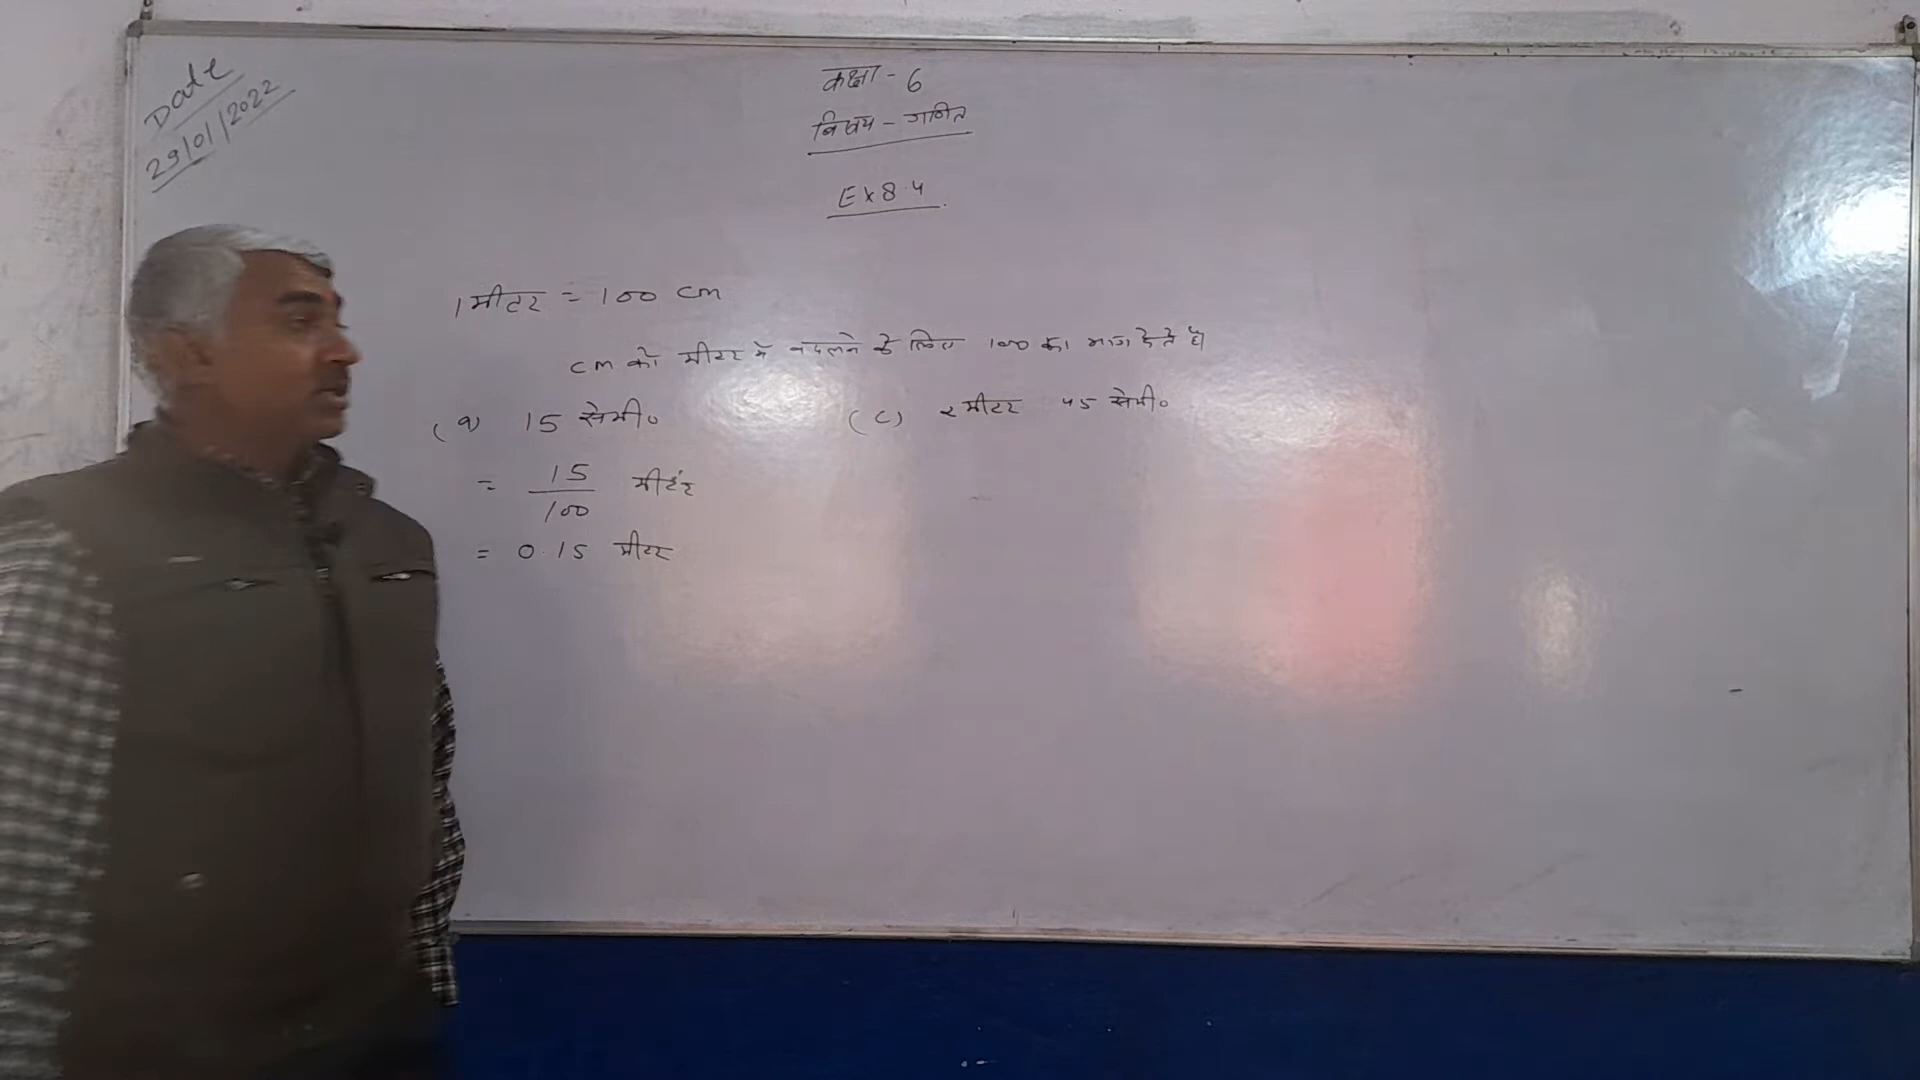 Date
29/01/2022
कक्षा - 6
विषय - गणित
Ex 8.4
1 मीटर = 100 cm
cm को मीटर में बदलने के लिए 100 का भाग देते है।
(a) 15 सेमी०
= 15/100 मीटर
= 0.15 मीटर
(c) 2 मीटर 45 सेमी०